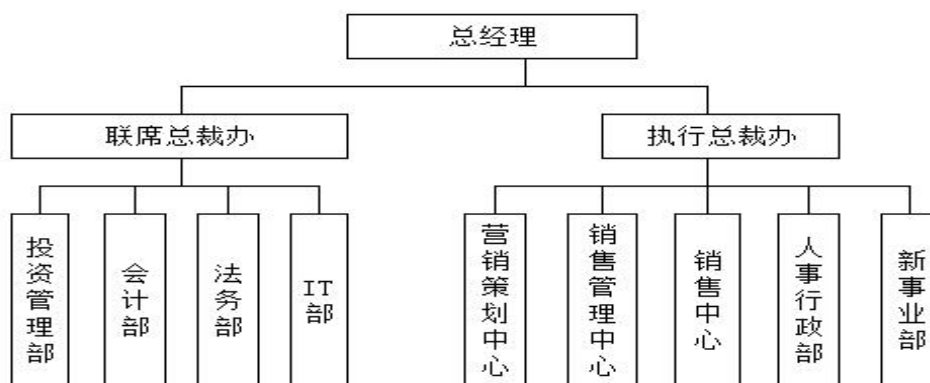 总经理
联席总裁办
执行总裁办
投资管理部
会计部
法务部
IT部
营销策划中心
销售管理中心
销售中心
人事行政部
新事业部